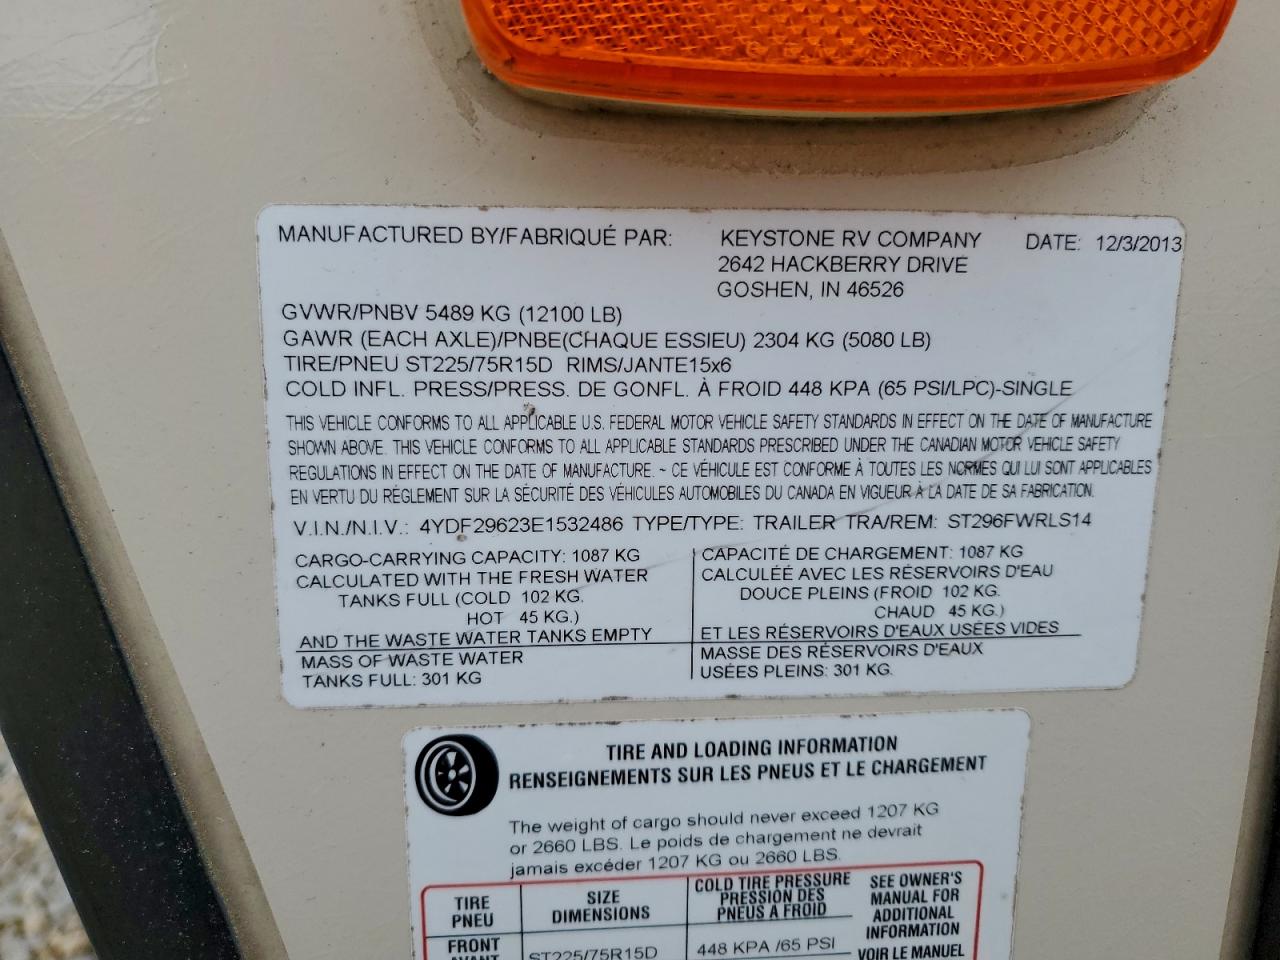 MANUFACTURED BY/FABRIQUÉ PAR: KEYSTONE RV COMPANY DATE: 12/3/2013
2642 HACKBERRY DRIVE
GOSHEN, IN 46526
GVWR/PNBV 5489 KG (12100 LB)
GAWR (EACH AXLE)/PNBE(CHAQUE ESSIEU) 2304 KG (5080 LB)
TIRE/PNEU ST225/75R15D RIMS/JANTE15x6
COLD INFL. PRESS/PRESS. DE GONFL. À FROID 448 KPA (65 PSI/LPC)-SINGLE
THIS VEHICLE CONFORMS TO ALL APPLICABLE U.S. FEDERAL MOTOR VEHICLE SAFETY STANDARDS IN EFFECT ON THE DATE OF MANUFACTURE
SHOWN ABOVE. THIS VEHICLE CONFORMS TO ALL APPLICABLE STANDARDS PRESCRIBED UNDER THE CANADIAN MOTOR VEHICLE SAFETY
REGULATIONS IN EFFECT ON THE DATE OF MANUFACTURE. ~ CE VÉHICULE EST CONFORME À TOUTES LES NORMES QUI LUI SONT APPLICABLES
EN VERTU DU RÈGLEMENT SUR LA SÉCURITÉ DES VÉHICULES AUTOMOBILES DU CANADA EN VIGUEUR À LA DATE DE SA FABRICATION.
V.I.N./N.I.V.: 4YDF29623E1532486 TYPE/TYPE: TRAILER TRA/REM: ST296FWRLS14
CARGO-CARRYING CAPACITY: 1087 KG
CALCULATED WITH THE FRESH WATER
TANKS FULL (COLD 102 KG.
HOT 45 KG.)
AND THE WASTE WATER TANKS EMPTY
MASS OF WASTE WATER
TANKS FULL: 301 KG
CAPACITÉ DE CHARGEMENT: 1087 KG
CALCULÉE AVEC LES RÉSERVOIRS D'EAU
DOUCE PLEINS (FROID 102 KG.
CHAUD 45 KG.)
ET LES RÉSERVOIRS D'EAUX USÉES VIDES
MASSE DES RÉSERVOIRS D'EAUX
USÉES PLEINS: 301 KG.
TIRE AND LOADING INFORMATION
RENSEIGNEMENTS SUR LES PNEUS ET LE CHARGEMENT
The weight of cargo should never exceed 1207 KG
or 2660 LBS. Le poids de chargement ne devrait
jamais excéder 1207 KG ou 2660 LBS.
TIRE
PNEU
SIZE
DIMENSIONS
COLD TIRE PRESSURE
PRESSION DES
PNEUS A FROID
SEE OWNER'S
MANUAL FOR
ADDITIONAL
INFORMATION
VOIR LE MANUEL
FRONT
AVANT
ST225/75R15D
448 KPA /65 PSI